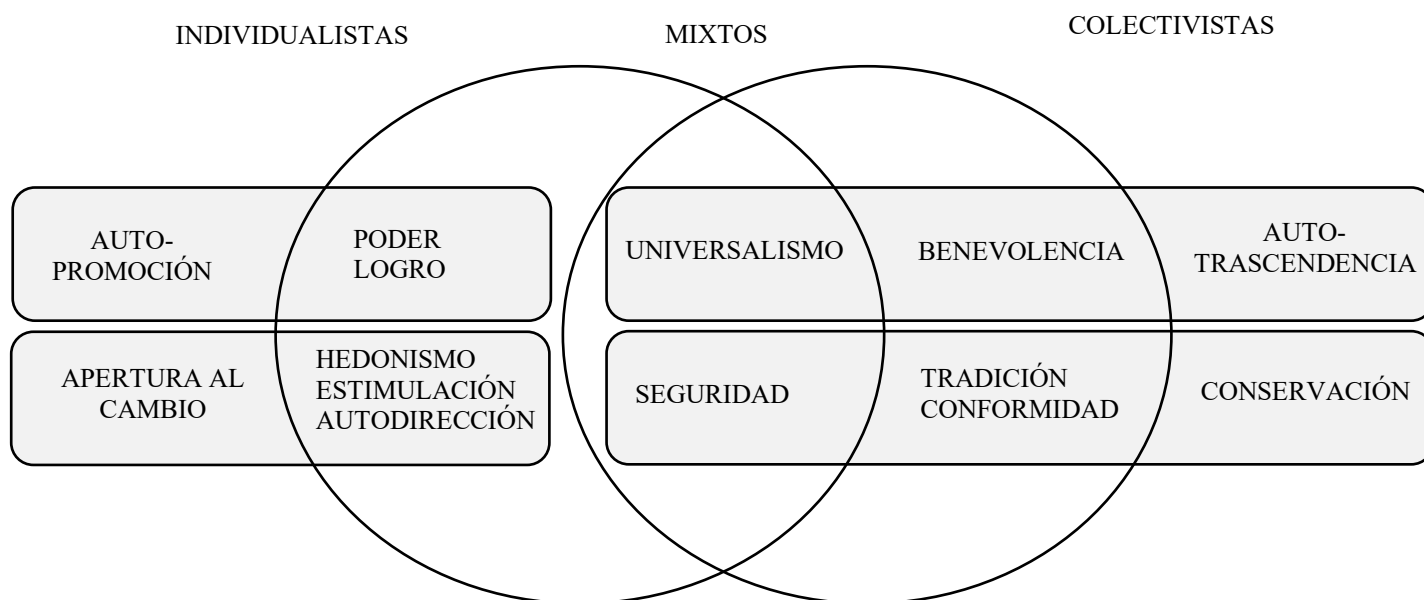 INDIVIDUALISTAS
MIXTOS
COLECTIVISTAS
AUTO-
PROMOCIÓN
PODER
LOGRO
UNIVERSALISMO
BENEVOLENCIA
AUTO-
TRASCENDENCIA
APERTURA AL
CAMBIO
HEDONISMO
ESTIMULACIÓN
AUTODIRECCIÓN
SEGURIDAD
TRADICIÓN
CONFORMIDAD
CONSERVACIÓN